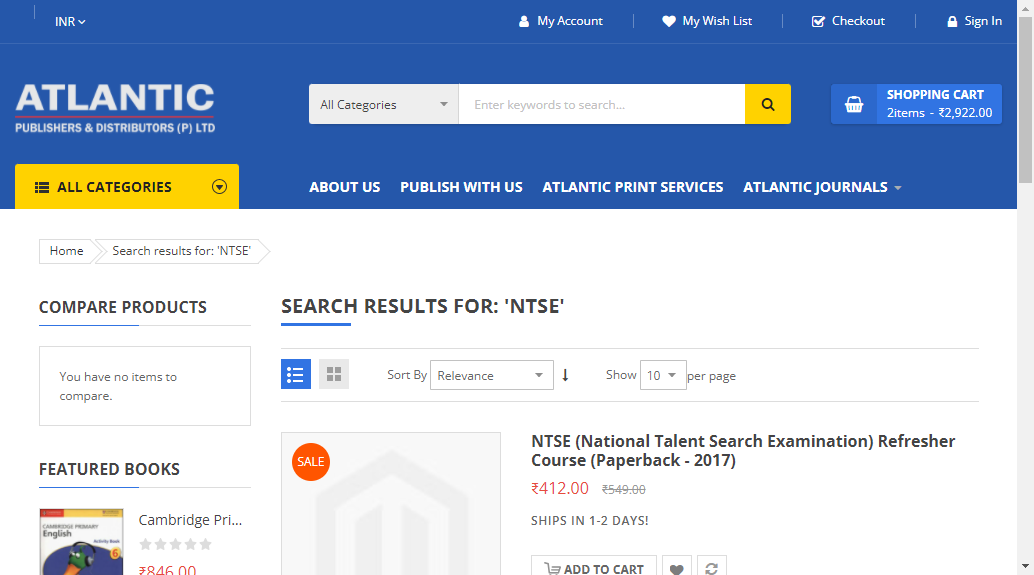 INR
My Account
My Wish List
Checkout
Sign In
ATLANTIC
PUBLISHERS & DISTRIBUTORS (P) LTD
All Categories
Enter keywords to search...
SHOPPING CART
2items - ₹2,922.00
ALL CATEGORIES
ABOUT US
PUBLISH WITH US
ATLANTIC PRINT SERVICES
ATLANTIC JOURNALS
Home
Search results for: 'NTSE'
COMPARE PRODUCTS
You have no items to
compare.
FEATURED BOOKS
CAMBRIDGE PRIMARY
English
Activity Book
6
Cambridge Pri...
₹846.00
SEARCH RESULTS FOR: 'NTSE'
Sort By Relevance
Show 10 per page
SALE
NTSE (National Talent Search Examination) Refresher
Course (Paperback - 2017)
₹412.00 ₹549.00
SHIPS IN 1-2 DAYS!
ADD TO CART